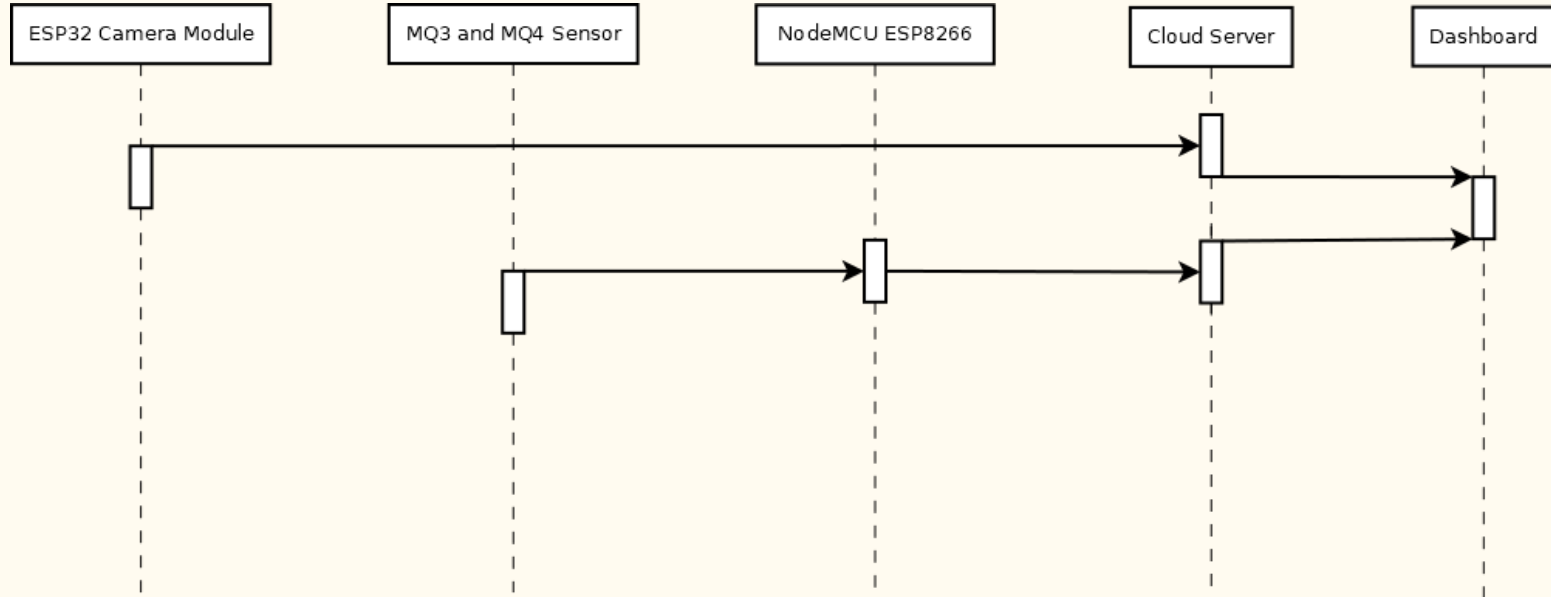 ESP32 Camera Module
MQ3 and MQ4 Sensor
NodeMCU ESP8266
Cloud Server
Dashboard